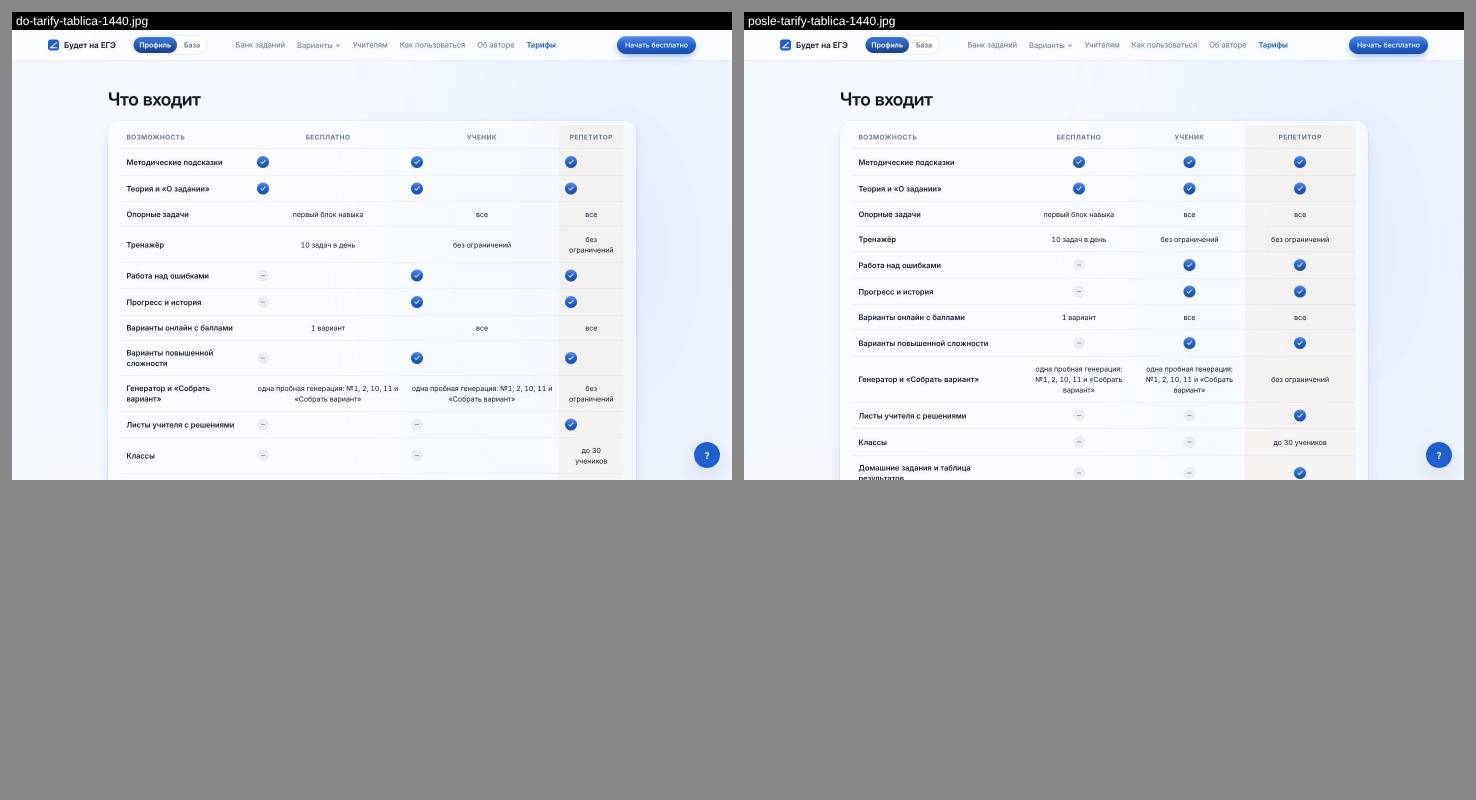 do-tarify-tablica-1440.jpg
Будет на ЕГЭ Профиль База Банк заданий Варианты Учителям Как пользоваться Об авторе Тарифы Начать бесплатно
Что входит
ВОЗМОЖНОСТЬ БЕСПЛАТНО УЧЕНИК РЕПЕТИТОР
Методические подсказки
Теория и «О задании»
Опорные задачи первый блок навыка все все
Тренажёр 10 задач в день без ограничений без
ограничений
Работа над ошибками –
Прогресс и история –
Варианты онлайн с баллами 1 вариант все все
Варианты повышенной –
сложности
Генератор и «Собрать одна пробная генерация: №1, 2, 10, 11 и одна пробная генерация: №1, 2, 10, 11 и без
вариант» «Собрать вариант» «Собрать вариант» ограничений
Листы учителя с решениями – –
Классы – – до 30
учеников
?
posle-tarify-tablica-1440.jpg
Будет на ЕГЭ Профиль База Банк заданий Варианты Учителям Как пользоваться Об авторе Тарифы Начать бесплатно
Что входит
ВОЗМОЖНОСТЬ БЕСПЛАТНО УЧЕНИК РЕПЕТИТОР
Методические подсказки
Теория и «О задании»
Опорные задачи первый блок навыка все все
Тренажёр 10 задач в день без ограничений без ограничений
Работа над ошибками –
Прогресс и история –
Варианты онлайн с баллами 1 вариант все все
Варианты повышенной сложности –
одна пробная генерация: одна пробная генерация:
Генератор и «Собрать вариант» №1, 2, 10, 11 и «Собрать №1, 2, 10, 11 и «Собрать без ограничений
вариант» вариант»
Листы учителя с решениями – –
Классы – – до 30 учеников
Домашние задания и таблица – –
результатов
?